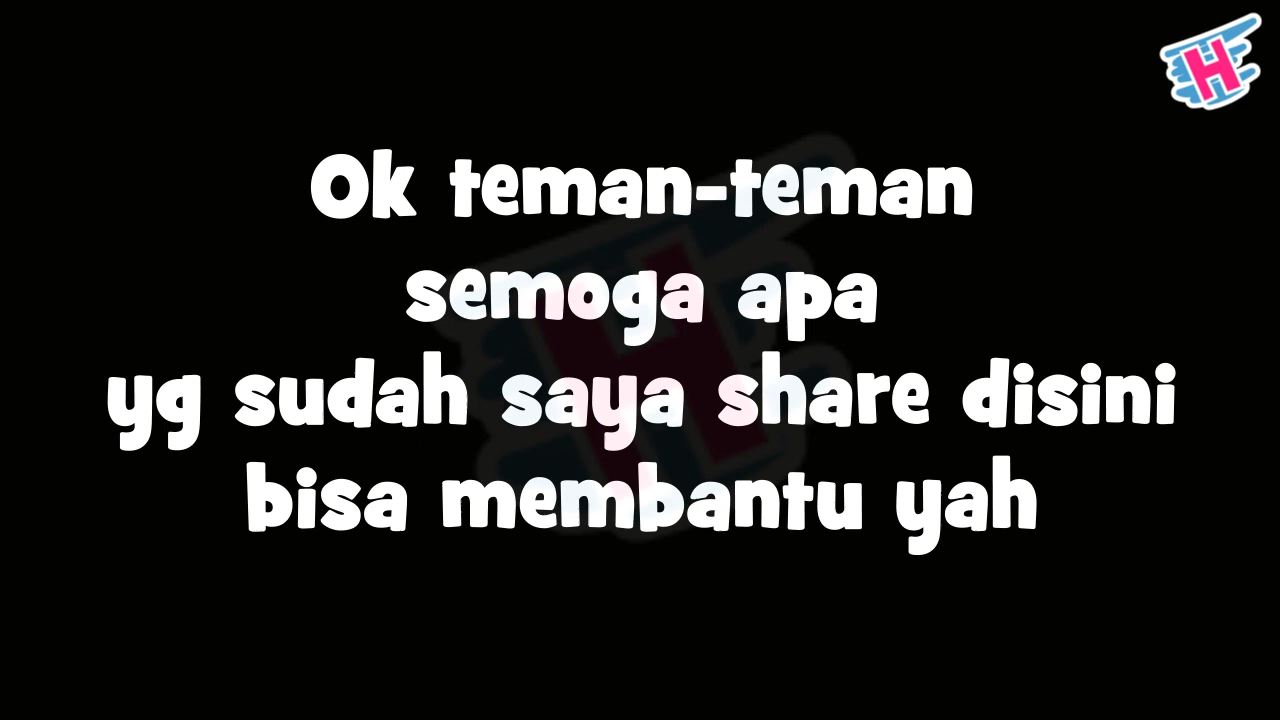 H
Ok teman-teman
semoga apa
yg sudah saya share disini
bisa membantu yah